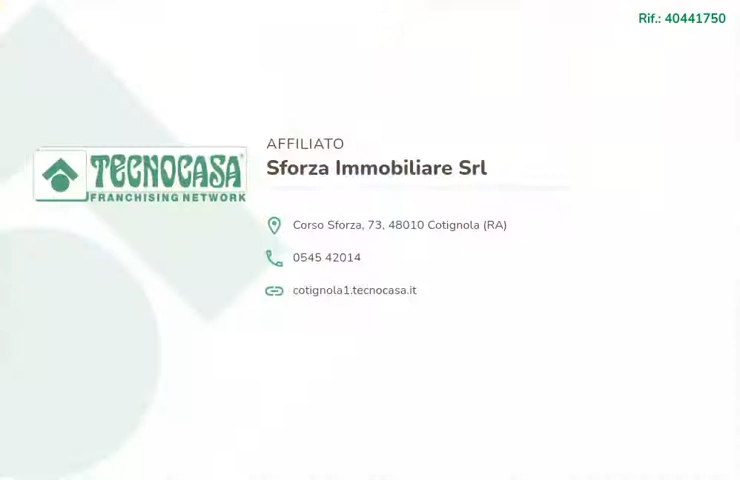 Rif.: 40441750
AFFILIATO
Sforza Immobiliare Srl
TECNOCASA
FRANCHISING NETWORK
Corso Sforza, 73, 48010 Cotignola (RA)
0545 42014
cotignola1.tecnocasa.it